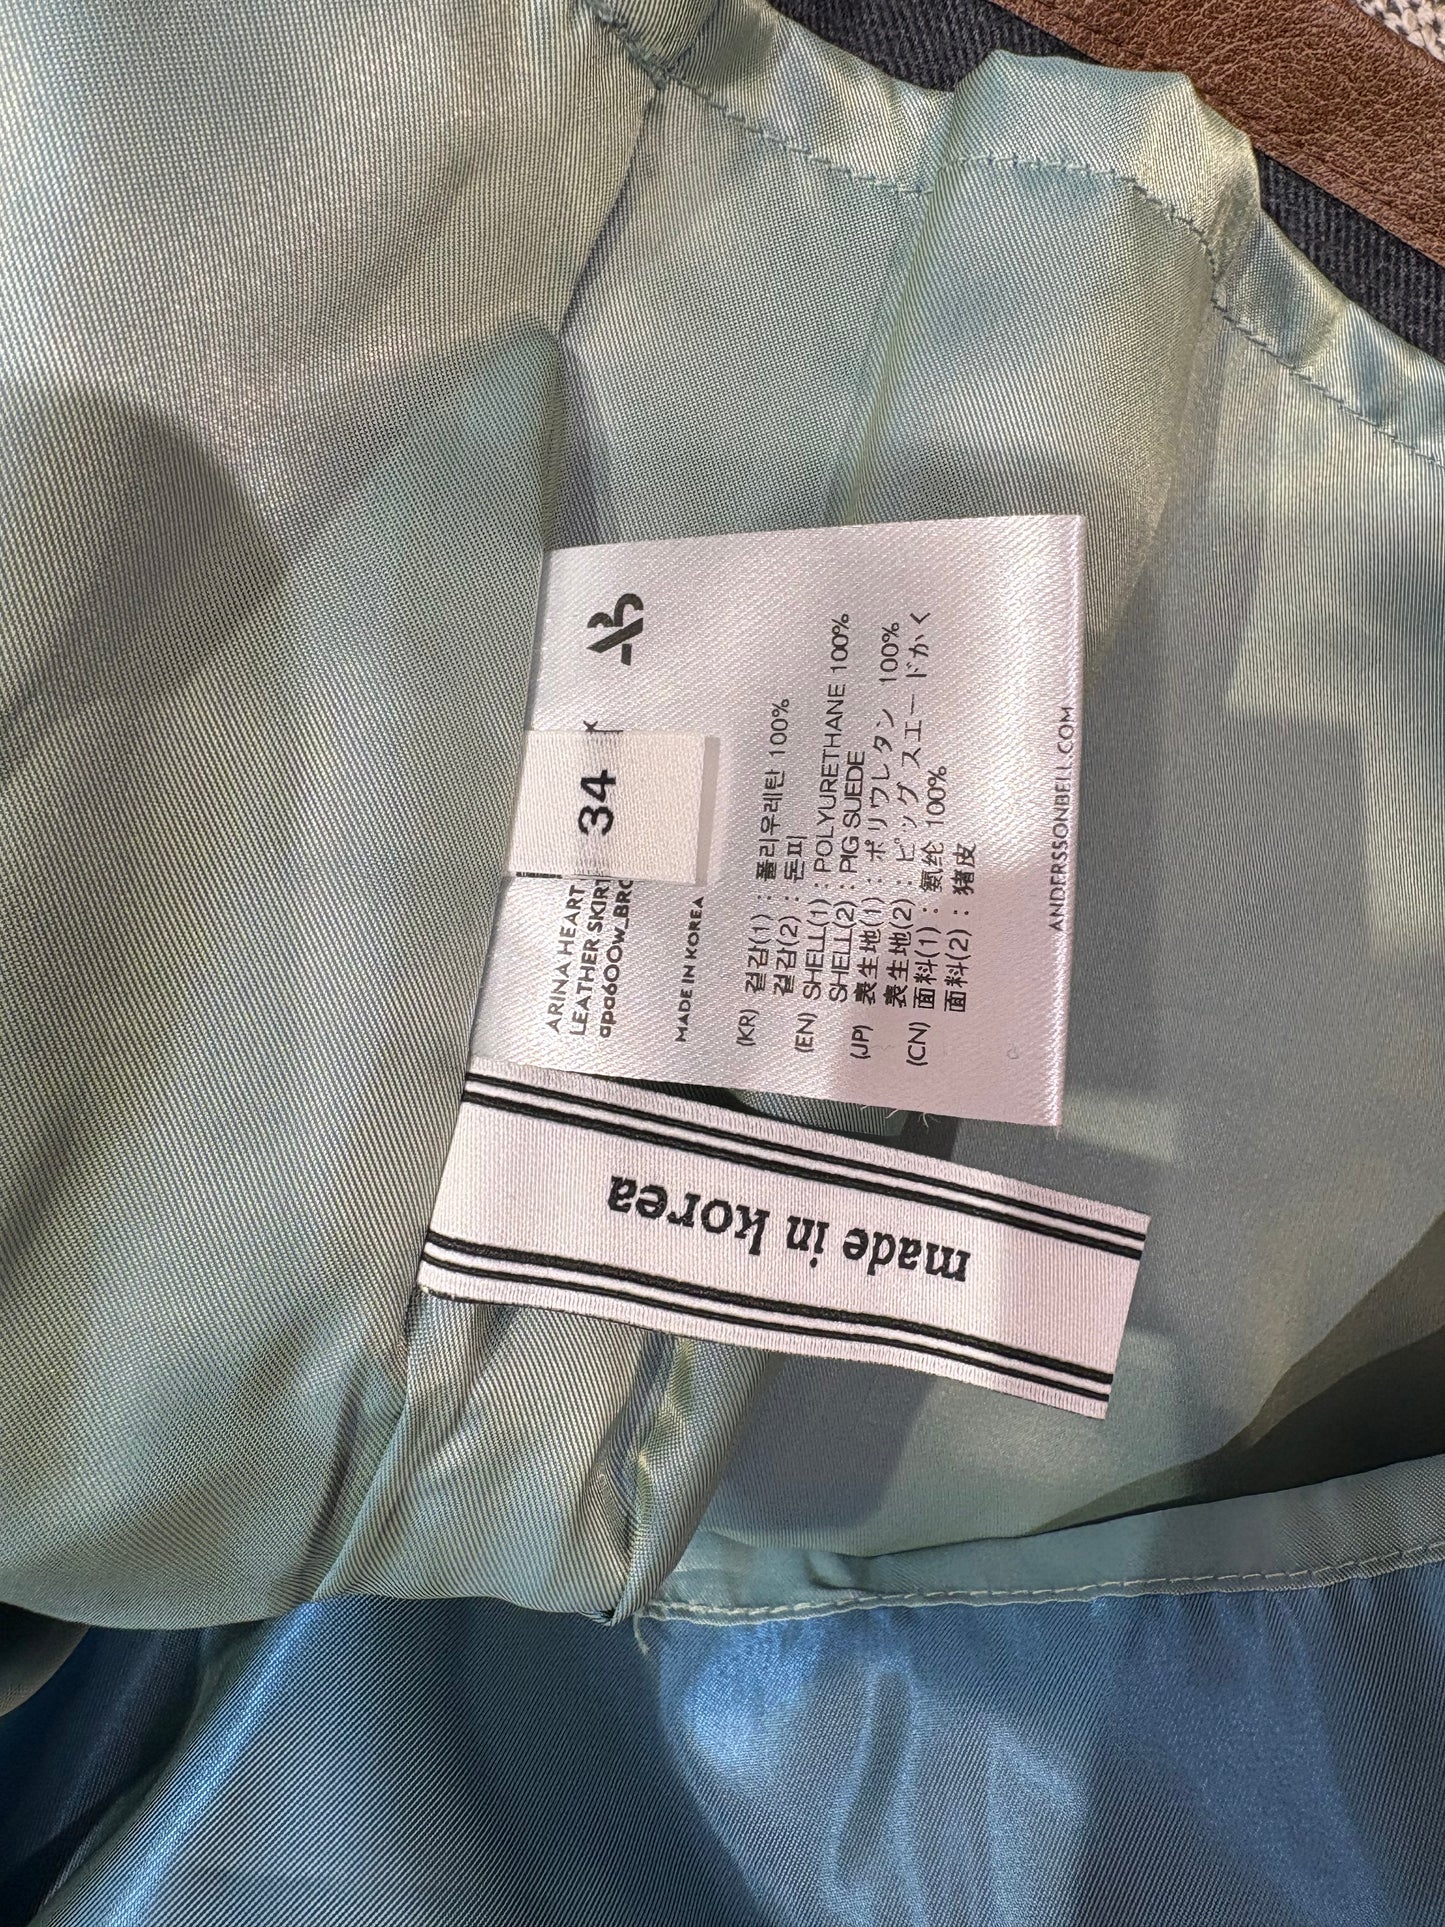 34
ARINA HEART
LEATHER SKIRT
apa600w_BRO
MADE IN KOREA
(KR) 겉감(1) : 폴리우레탄 100%
겉감(2) : 돈피
(EN) SHELL(1) : POLYURETHANE 100%
SHELL(2) : PIG SUEDE
(JP) 表生地(1) : ポリウレタン 100%
表生地(2) : ピッグスエードかく
(CN) 面料(1) : 氨纶 100%
面料(2) : 猪皮
ANDERSSONBELL.COM
made in korea